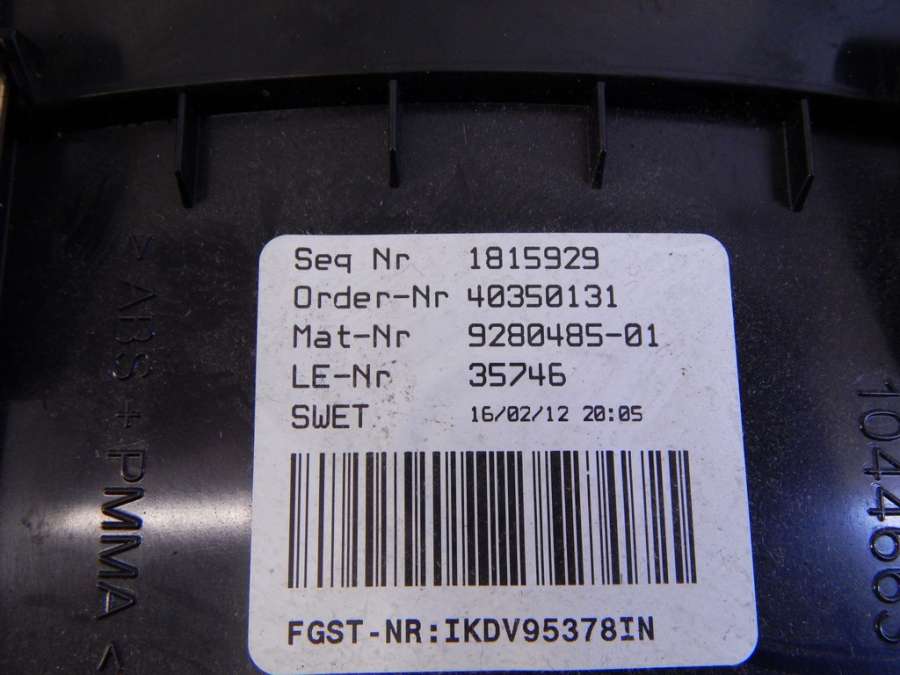 Seq Nr 1815929
Order-Nr 40350131
Mat-Nr 9280485-01
LE-Nr 35746
SWET 16/02/12 20:05
FGST-NR:IKDV95378IN
> ABS + PMMA <
1044663